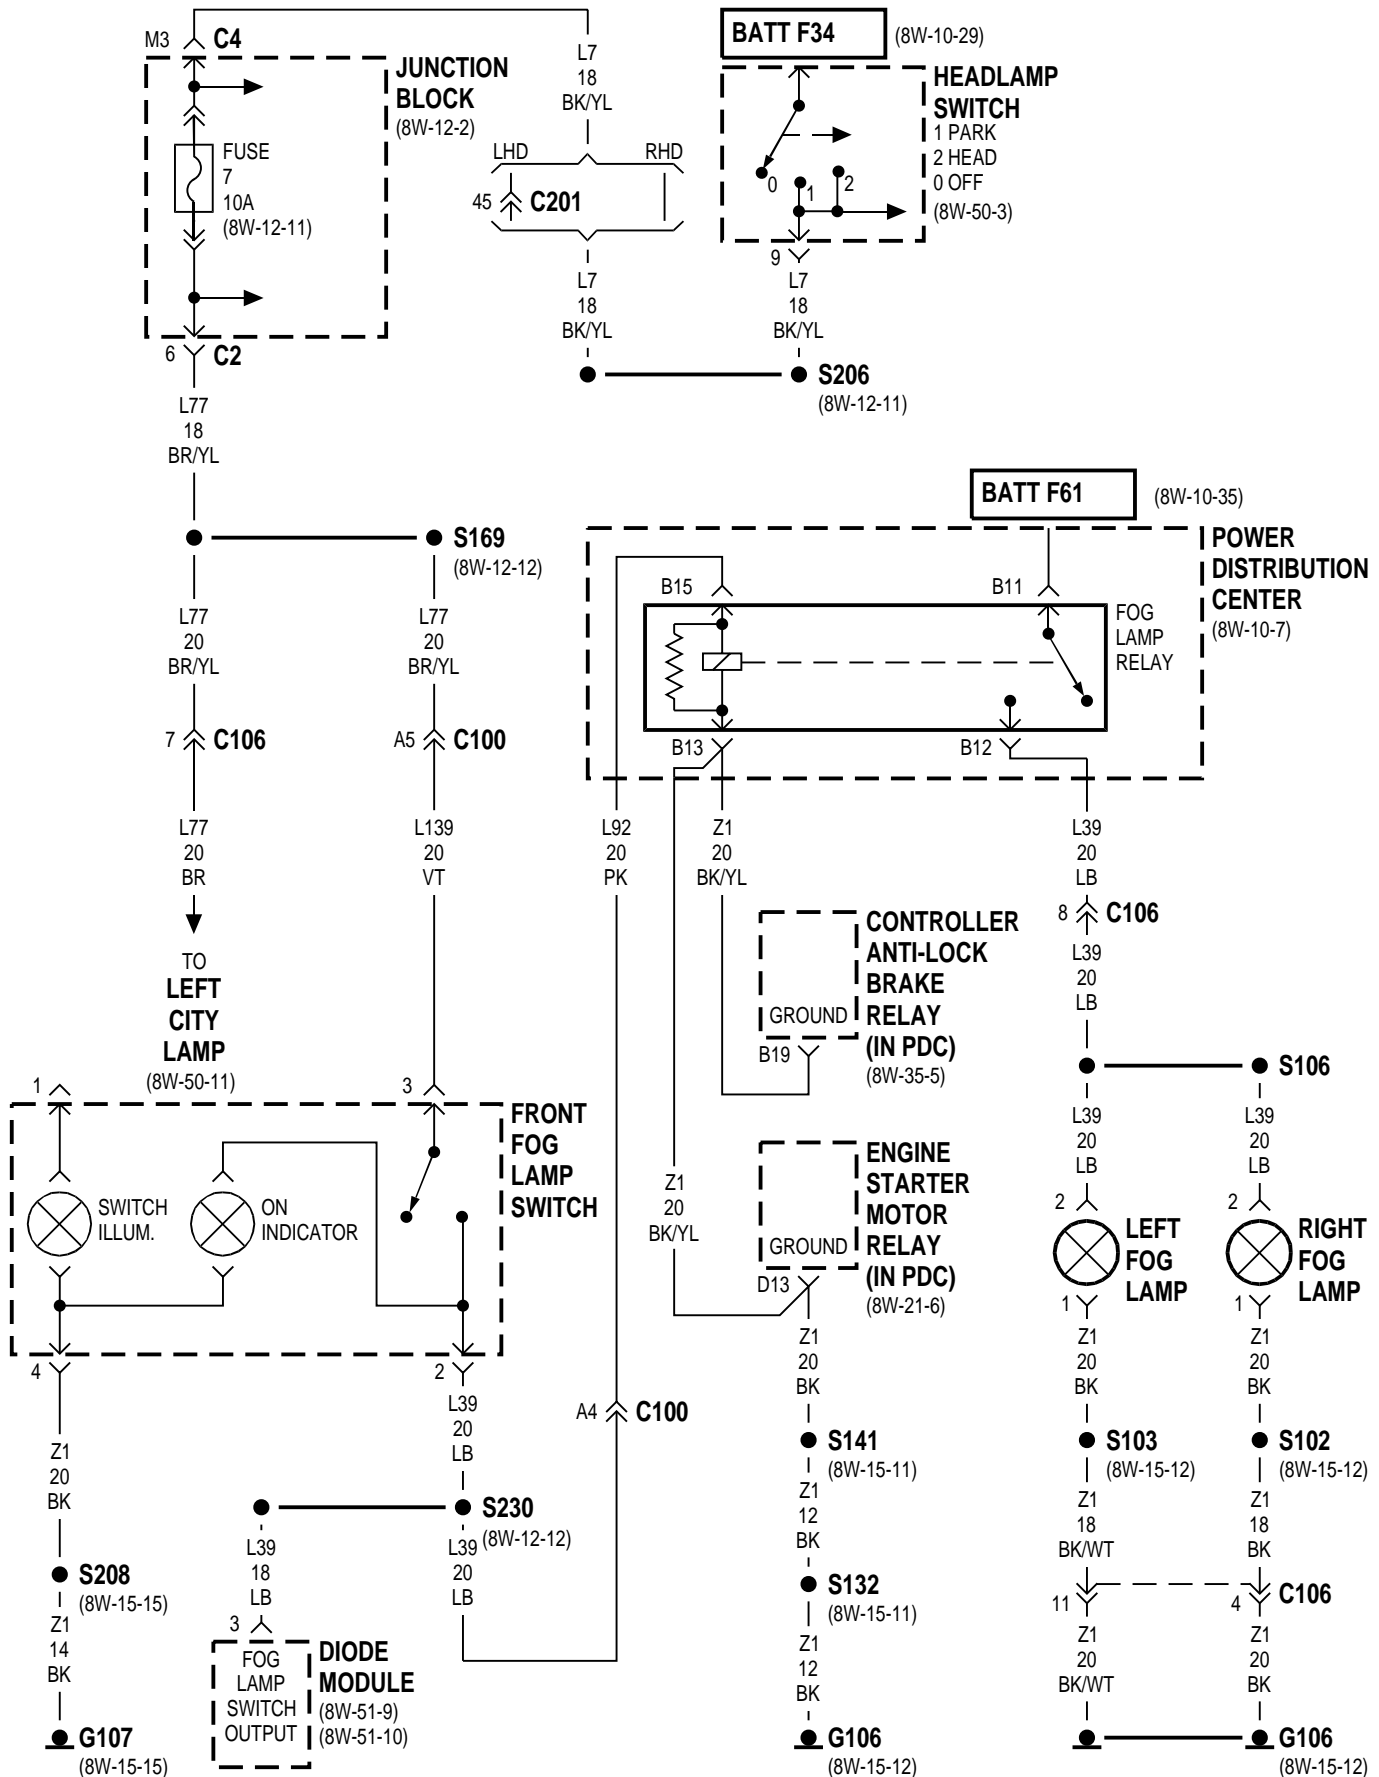 M3
C4
L7
18
BK/YL
BATT F34
(8W-10-29)
JUNCTION
BLOCK
(8W-12-2)
FUSE
7
10A
(8W-12-11)
LHD
RHD
45
C201
HEADLAMP
SWITCH
1 PARK
2 HEAD
0 OFF
(8W-50-3)
0
1
2
9
L7
18
BK/YL
L7
18
BK/YL
6
C2
S206
(8W-12-11)
L77
18
BR/YL
S169
(8W-12-12)
BATT F61
(8W-10-35)
POWER
DISTRIBUTION
CENTER
(8W-10-7)
B15
B11
FOG
LAMP
RELAY
L77
20
BR/YL
L77
20
BR/YL
7
C106
A5
C100
B13
B12
L77
20
BR
L139
20
VT
L92
20
PK
Z1
20
BK/YL
L39
20
LB
8
C106
L39
20
LB
TO
LEFT
CITY
LAMP
(8W-50-11)
CONTROLLER
ANTI-LOCK
BRAKE
RELAY
(IN PDC)
(8W-35-5)
GROUND
B19
S106
1
3
FRONT
FOG
LAMP
SWITCH
SWITCH
ILLUM.
ON
INDICATOR
Z1
20
BK/YL
ENGINE
STARTER
MOTOR
RELAY
(IN PDC)
(8W-21-6)
GROUND
D13
L39
20
LB
L39
20
LB
2
2
LEFT
FOG
LAMP
RIGHT
FOG
LAMP
1
1
4
2
L39
20
LB
A4
C100
Z1
20
BK
Z1
20
BK
Z1
20
BK
Z1
20
BK
S141
(8W-15-11)
S103
(8W-15-12)
S102
(8W-15-12)
S230
(8W-12-12)
L39
18
LB
L39
20
LB
Z1
12
BK
Z1
18
BK/WT
Z1
18
BK
S208
(8W-15-15)
S132
(8W-15-11)
11
4
C106
Z1
14
BK
3
FOG
LAMP
SWITCH
OUTPUT
DIODE
MODULE
(8W-51-9)
(8W-51-10)
Z1
12
BK
Z1
20
BK/WT
Z1
20
BK
G107
(8W-15-15)
G106
(8W-15-12)
G106
(8W-15-12)